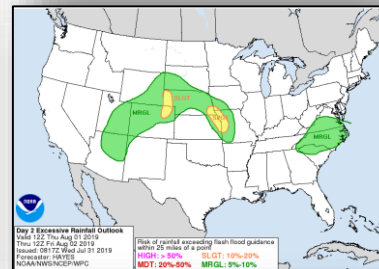 SLGT
MRGL
MRGL
noaa
Day 2 Excessive Rainfall Outlook
Valid 12Z Thu Aug 01 2019
Thru 12Z Fri Aug 02 2019
Issued: 0817Z Wed Jul 31 2019
Forecaster: HAYES
NOAA/NWS/NCEP/WPC
Risk of rainfall exceeding flash flood guidance
within 25 miles of a point
HIGH: > 50% SLGT: 10%-20%
MDT: 20%-50% MRGL: 5%-10%